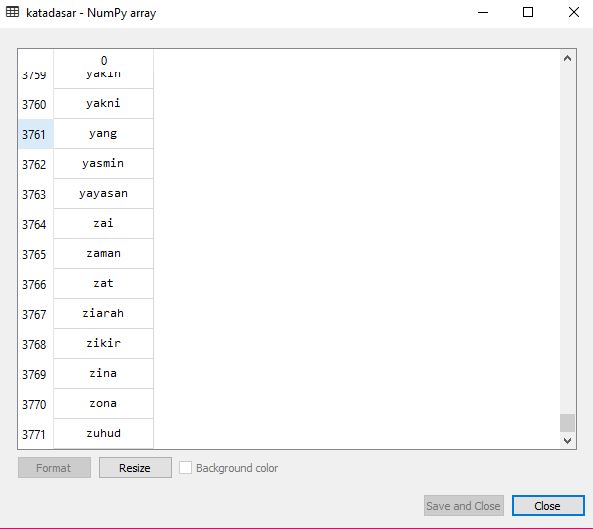 katadasar - NumPy array
0
3759 yakin
3760 yakni
3761 yang
3762 yasmin
3763 yayasan
3764 zai
3765 zaman
3766 zat
3767 ziarah
3768 zikir
3769 zina
3770 zona
3771 zuhud
Format Resize Background color
Save and Close Close